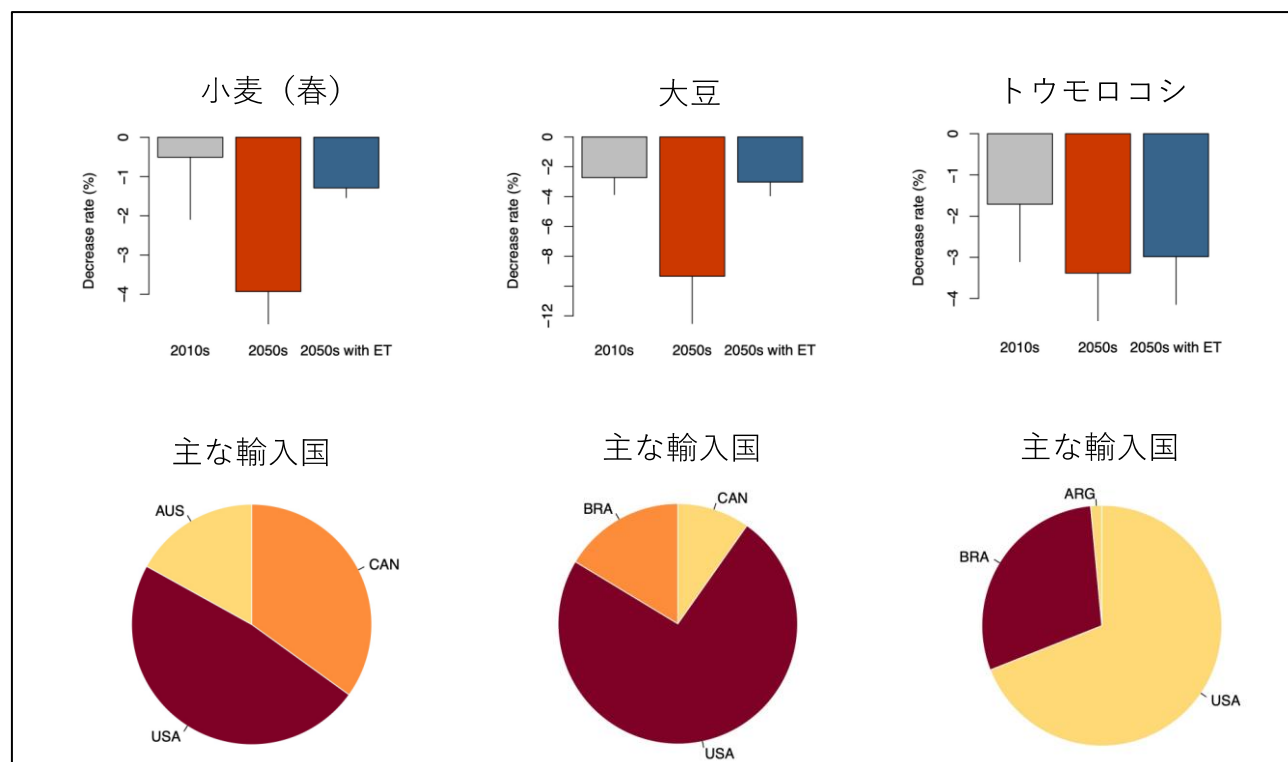 小麦（春）
大豆
トウモロコシ
Decrease rate (%)
0
-1
-2
-3
-4
2010s
2050s
2050s with ET
Decrease rate (%)
0
-2
-4
-6
-8
-12
2010s
2050s
2050s with ET
Decrease rate (%)
0
-1
-2
-3
-4
2010s
2050s
2050s with ET
主な輸入国
主な輸入国
主な輸入国
AUS
CAN
USA
BRA
CAN
USA
ARG
BRA
USA